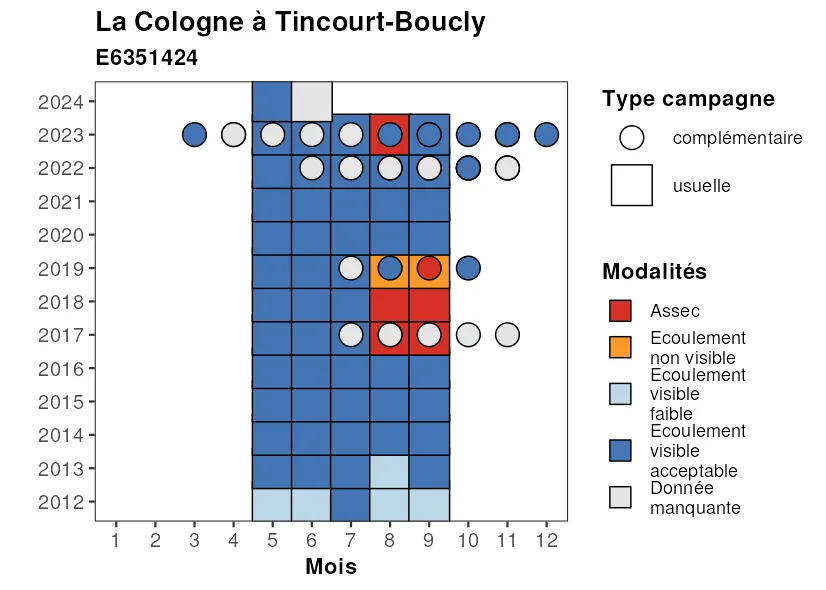 La Cologne à Tincourt-Boucly
E6351424
2024
2023
2022
2021
2020
2019
2018
2017
2016
2015
2014
2013
2012
1 2 3 4 5 6 7 8 9 10 11 12
Mois
Type campagne
complémentaire
usuelle
Modalités
Assec
Ecoulement
non visible
Ecoulement
visible
faible
Ecoulement
visible
acceptable
Donnée
manquante